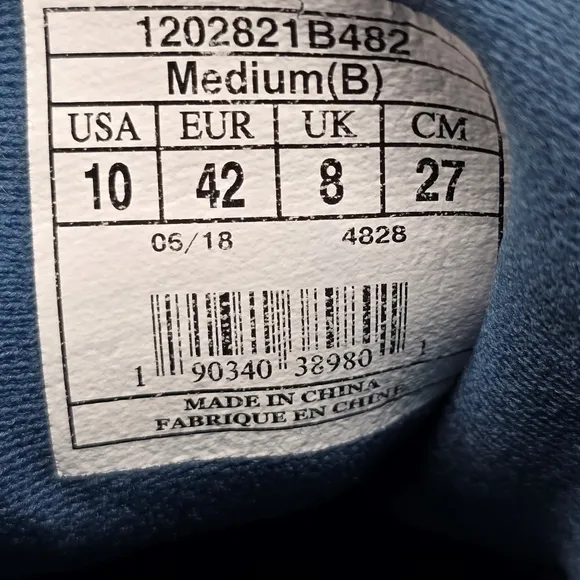 1202821B482
Medium(B)
USA EUR UK CM
10 42 8 27
06/18 4828
1 90340 38980 1
MADE IN CHINA
FABRIQUE EN CHINE